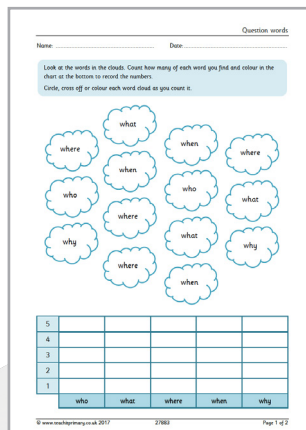 Question words
Name: Date:
Look at the words in the clouds. Count how many of each word you find and colour in the
chart at the bottom to record the numbers.
Circle, cross off or colour each word cloud as you count it.
what
where
when
where
when
who
who
what
where
why
what
why
where
when
5
4
3
2
1
who what where when why
© www.teachitprimary.co.uk 2017 27883 Page 1 of 2